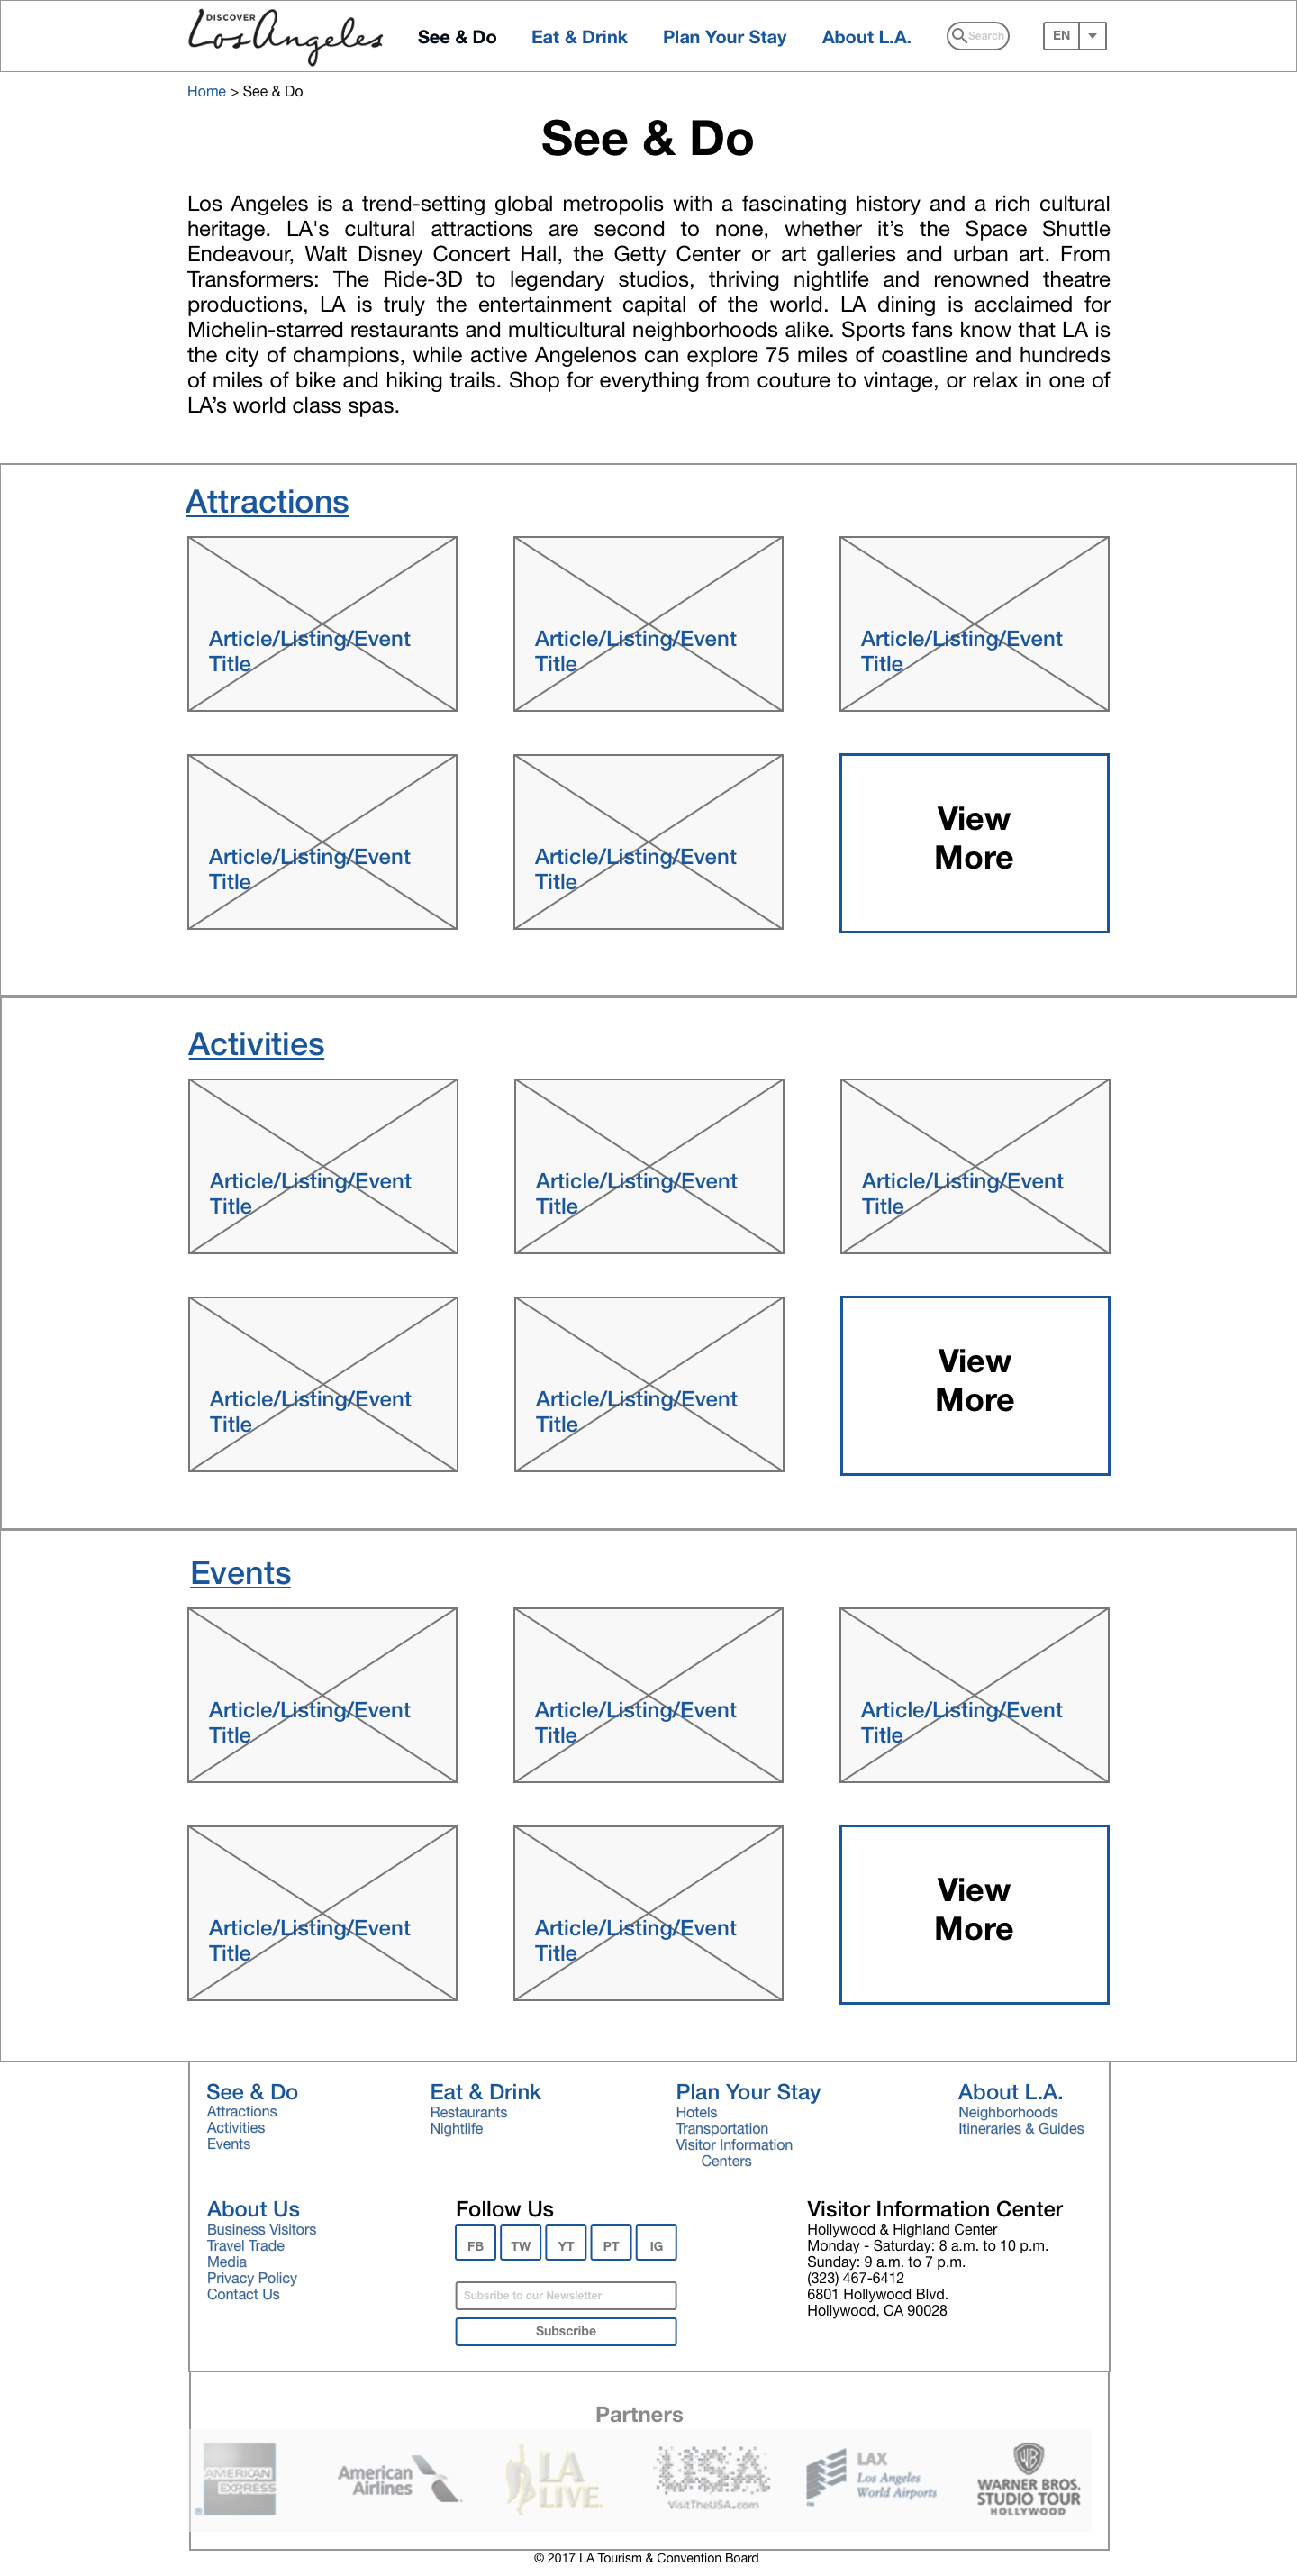 DISCOVER
Los Angeles
See & Do
Eat & Drink
Plan Your Stay
About L.A.
Search
EN
Home > See & Do
See & Do
Los Angeles is a trend-setting global metropolis with a fascinating history and a rich cultural
heritage. LA's cultural attractions are second to none, whether it’s the Space Shuttle
Endeavour, Walt Disney Concert Hall, the Getty Center or art galleries and urban art. From
Transformers: The Ride-3D to legendary studios, thriving nightlife and renowned theatre
productions, LA is truly the entertainment capital of the world. LA dining is acclaimed for
Michelin-starred restaurants and multicultural neighborhoods alike. Sports fans know that LA is
the city of champions, while active Angelenos can explore 75 miles of coastline and hundreds
of miles of bike and hiking trails. Shop for everything from couture to vintage, or relax in one of
LA’s world class spas.
Attractions
Article/Listing/Event
Title
Article/Listing/Event
Title
Article/Listing/Event
Title
Article/Listing/Event
Title
Article/Listing/Event
Title
View
More
Activities
Article/Listing/Event
Title
Article/Listing/Event
Title
Article/Listing/Event
Title
Article/Listing/Event
Title
Article/Listing/Event
Title
View
More
Events
Article/Listing/Event
Title
Article/Listing/Event
Title
Article/Listing/Event
Title
Article/Listing/Event
Title
Article/Listing/Event
Title
View
More
See & Do
Attractions
Activities
Events
Eat & Drink
Restaurants
Nightlife
Plan Your Stay
Hotels
Transportation
Visitor Information
Centers
About L.A.
Neighborhoods
Itineraries & Guides
About Us
Business Visitors
Travel Trade
Media
Privacy Policy
Contact Us
Follow Us
FB
TW
YT
PT
IG
Subsribe to our Newsletter
Subscribe
Visitor Information Center
Hollywood & Highland Center
Monday - Saturday: 8 a.m. to 10 p.m.
Sunday: 9 a.m. to 7 p.m.
(323) 467-6412
6801 Hollywood Blvd.
Hollywood, CA 90028
Partners
AMERICAN
EXPRESS
®
American
Airlines
LA
LIVE
USA
VisitTheUSA.com
LAX
Los Angeles
World Airports
WB
WARNER BROS.
STUDIO TOUR
HOLLYWOOD
© 2017 LA Tourism & Convention Board